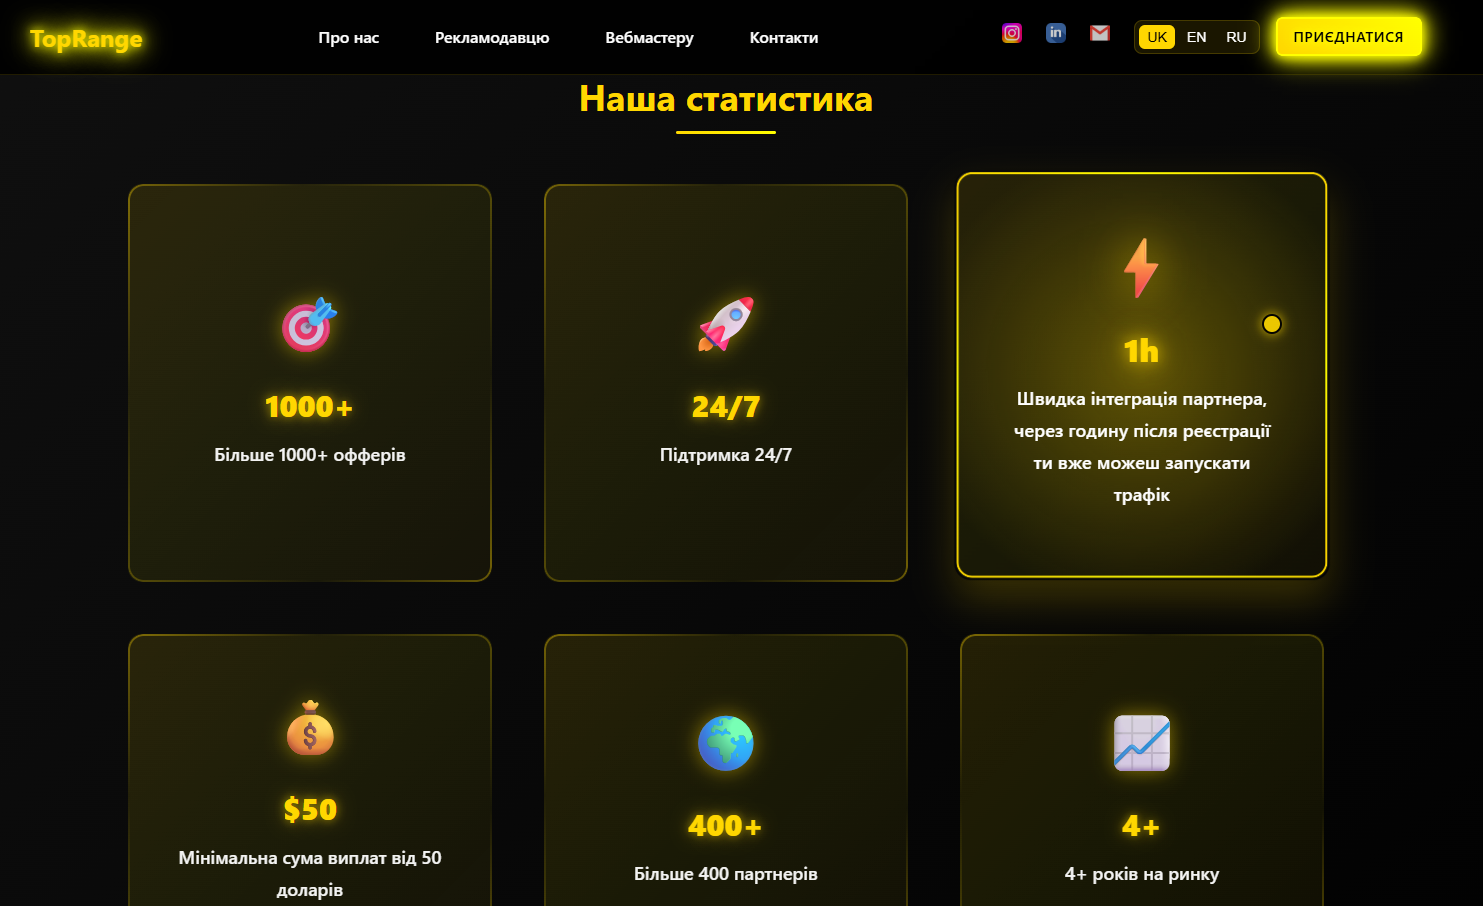 TopRange
Про нас
Рекламодавцю
Вебмастеру
Контакти
UK
EN
RU
ПРИЄДНАТИСЯ
Наша статистика
1000+
Більше 1000+ офферів
24/7
Підтримка 24/7
1h
Швидка інтеграція партнера,
через годину після реєстрації
ти вже можеш запускати
трафік
$50
Мінімальна сума виплат від 50
доларів
400+
Більше 400 партнерів
4+
4+ років на ринку